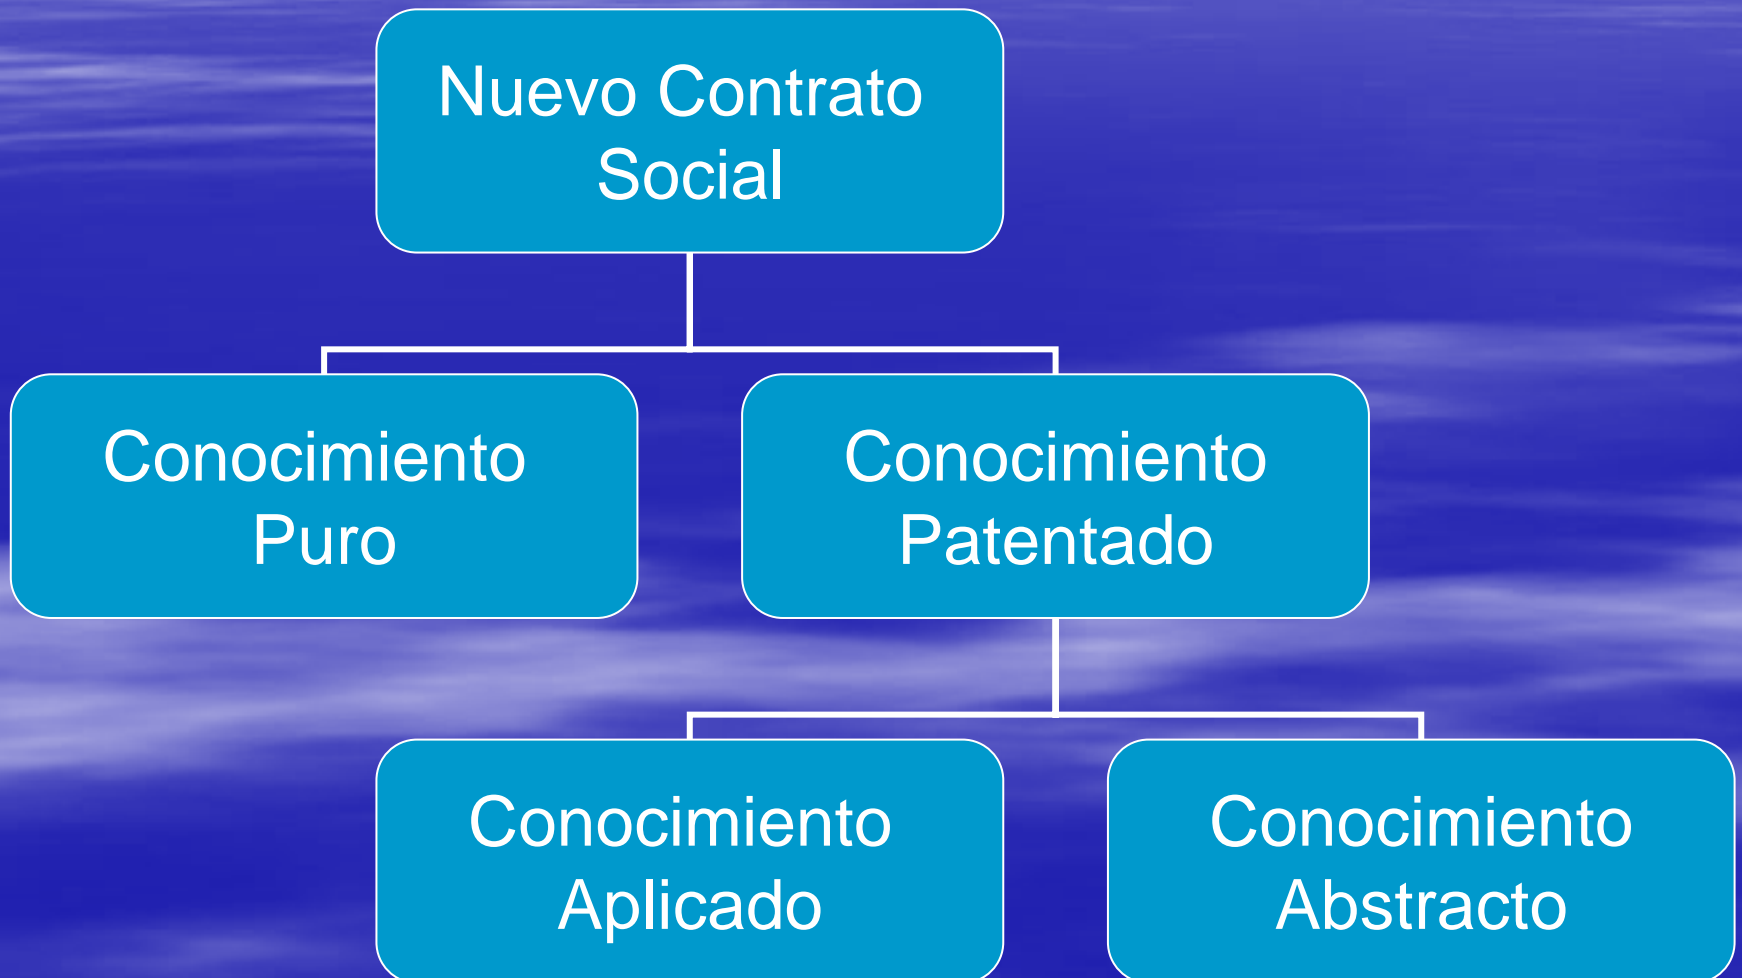 Nuevo Contrato
Social
Conocimiento
Puro
Conocimiento
Patentado
Conocimiento
Aplicado
Conocimiento
Abstracto